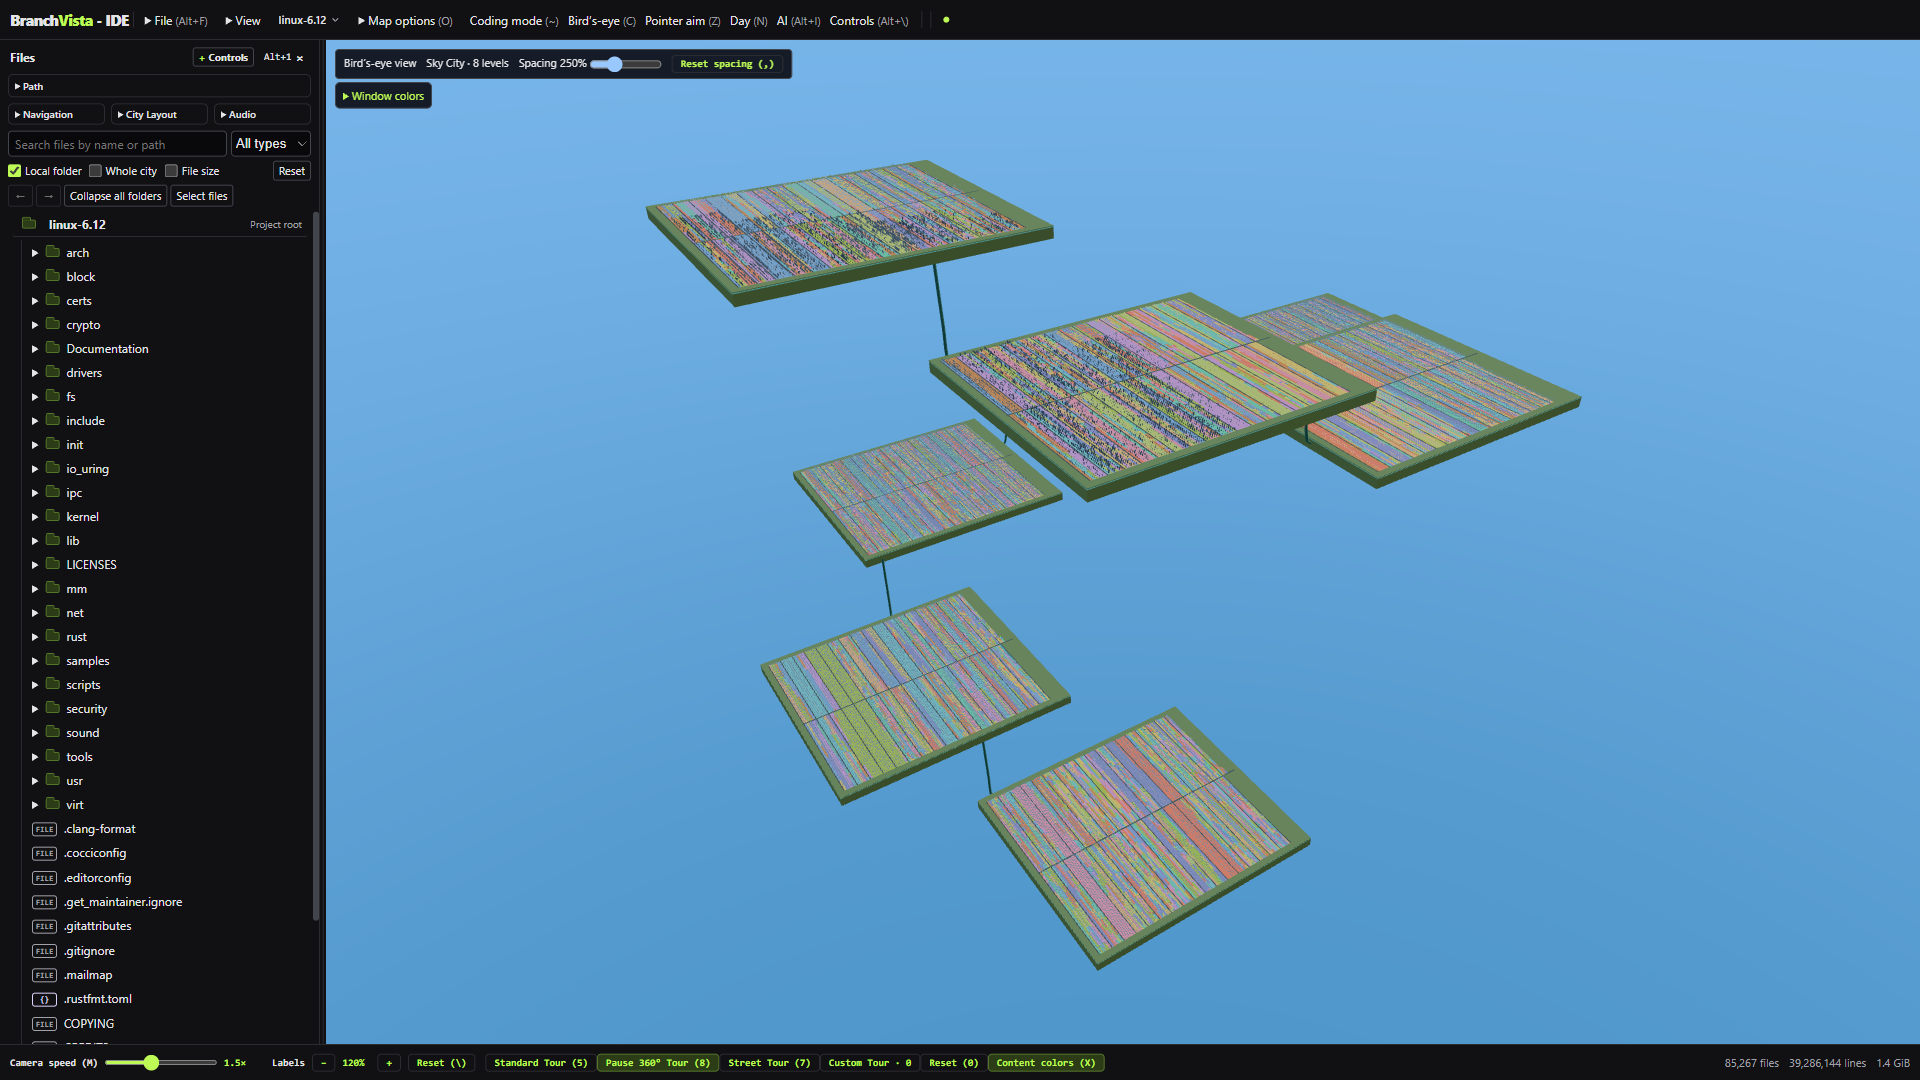 BranchVista - IDE
File (Alt+F)
View
linux-6.12
Map options (O)
Coding mode (~)
Bird's-eye (C)
Pointer aim (Z)
Day (N)
AI (Alt+I)
Controls (Alt+\)
Files
+ Controls
Alt+1 ×
Path
Navigation
City Layout
Audio
Search files by name or path
All types
Local folder
Whole city
File size
Reset
← →
Collapse all folders
Select files
linux-6.12
Project root
arch
block
certs
crypto
Documentation
drivers
fs
include
init
io_uring
ipc
kernel
lib
LICENSES
mm
net
rust
samples
scripts
security
sound
tools
usr
virt
FILE .clang-format
FILE .cocciconfig
FILE .editorconfig
FILE .get_maintainer.ignore
FILE .gitattributes
FILE .gitignore
FILE .mailmap
{} .rustfmt.toml
FILE COPYING
Bird's-eye view
Sky City · 8 levels
Spacing 250%
Reset spacing (,)
Window colors
Camera speed (M)
1.5×
Labels
− 120% +
Reset (\)
Standard Tour (5)
Pause 360° Tour (8)
Street Tour (7)
Custom Tour · 0
Reset (0)
Content colors (X)
85,267 files
39,286,144 lines
1.4 GiB